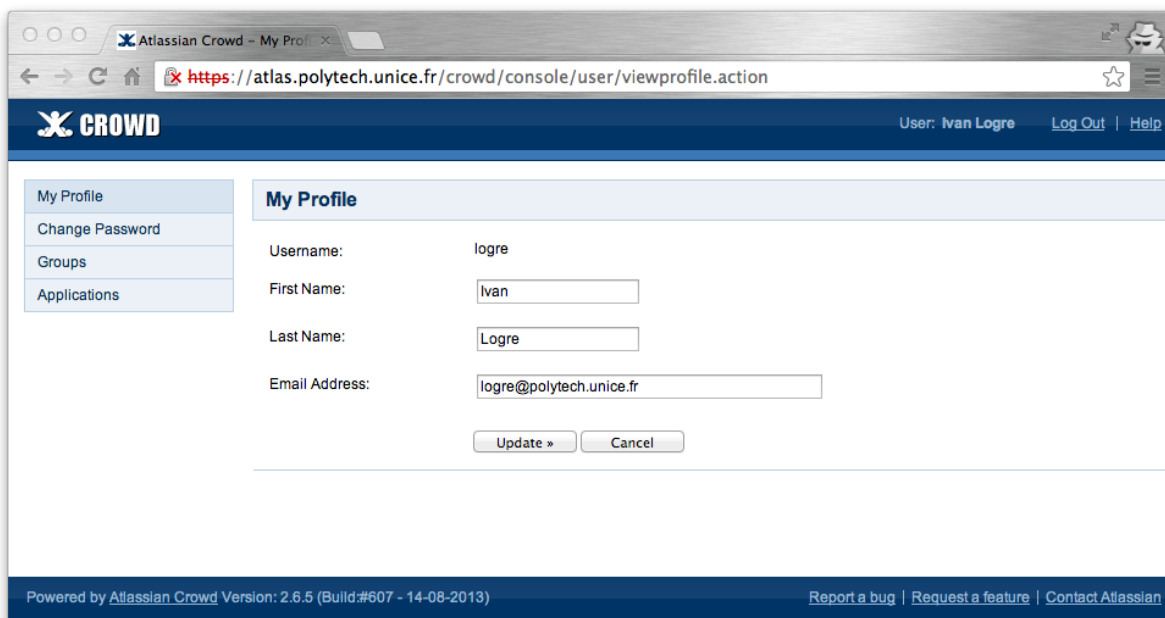 Atlassian Crowd – My Prof
https://atlas.polytech.unice.fr/crowd/console/user/viewprofile.action
CROWD
User: Ivan Logre Log Out | Help
My Profile
Change Password
Groups
Applications
My Profile
Username: logre
First Name: Ivan
Last Name: Logre
Email Address: logre@polytech.unice.fr
Update » Cancel
Powered by Atlassian Crowd Version: 2.6.5 (Build:#607 - 14-08-2013) Report a bug | Request a feature | Contact Atlassian